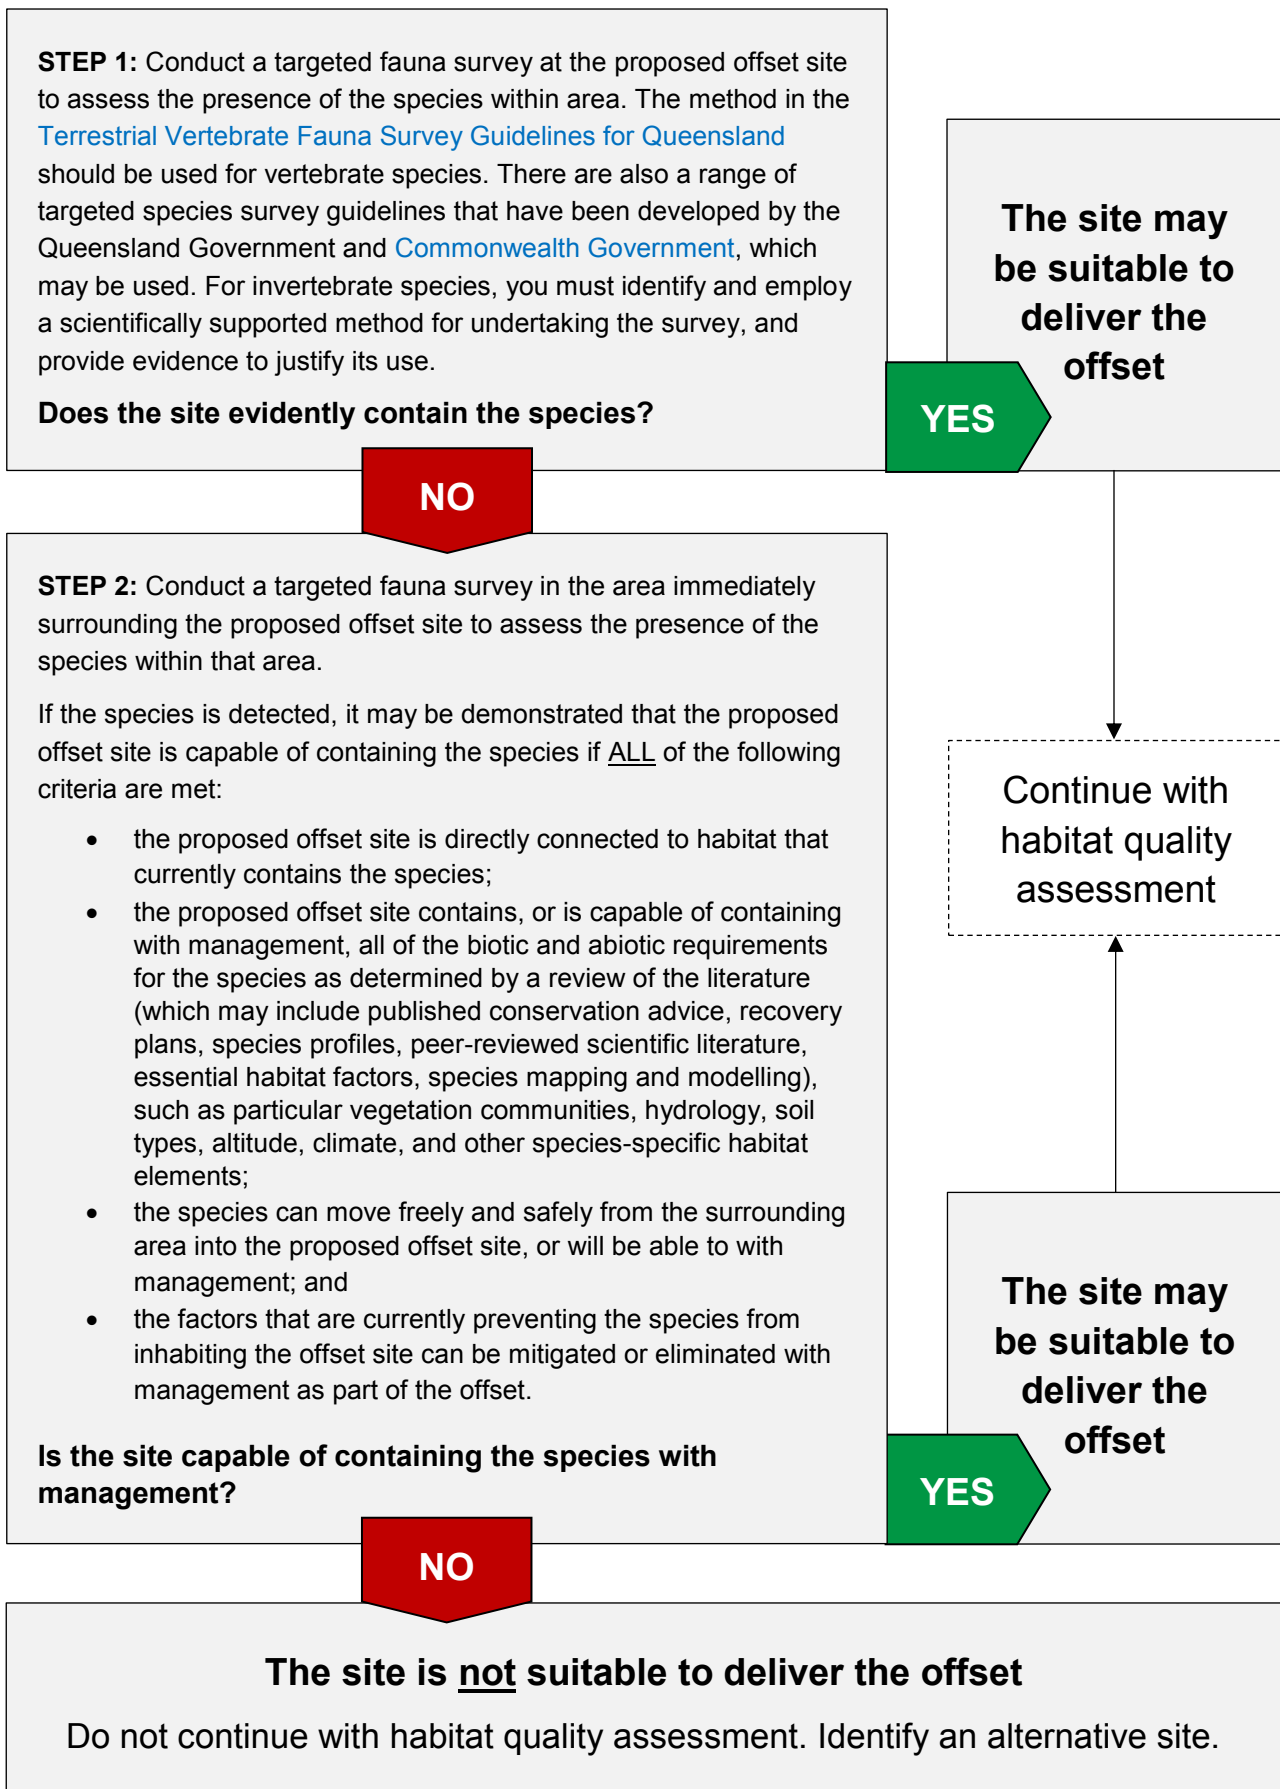 STEP 1: Conduct a targeted fauna survey at the proposed offset site
to assess the presence of the species within area. The method in the
Terrestrial Vertebrate Fauna Survey Guidelines for Queensland
should be used for vertebrate species. There are also a range of
targeted species survey guidelines that have been developed by the
Queensland Government and Commonwealth Government, which
may be used. For invertebrate species, you must identify and employ
a scientifically supported method for undertaking the survey, and
provide evidence to justify its use.
Does the site evidently contain the species?
YES
The site may
be suitable to
deliver the
offset
NO
STEP 2: Conduct a targeted fauna survey in the area immediately
surrounding the proposed offset site to assess the presence of the
species within that area.
If the species is detected, it may be demonstrated that the proposed
offset site is capable of containing the species if ALL of the following
criteria are met:
• the proposed offset site is directly connected to habitat that
currently contains the species;
• the proposed offset site contains, or is capable of containing
with management, all of the biotic and abiotic requirements
for the species as determined by a review of the literature
(which may include published conservation advice, recovery
plans, species profiles, peer-reviewed scientific literature,
essential habitat factors, species mapping and modelling),
such as particular vegetation communities, hydrology, soil
types, altitude, climate, and other species-specific habitat
elements;
• the species can move freely and safely from the surrounding
area into the proposed offset site, or will be able to with
management; and
• the factors that are currently preventing the species from
inhabiting the offset site can be mitigated or eliminated with
management as part of the offset.
Is the site capable of containing the species with
management?
YES
Continue with
habitat quality
assessment
The site may
be suitable to
deliver the
offset
NO
The site is not suitable to deliver the offset
Do not continue with habitat quality assessment. Identify an alternative site.